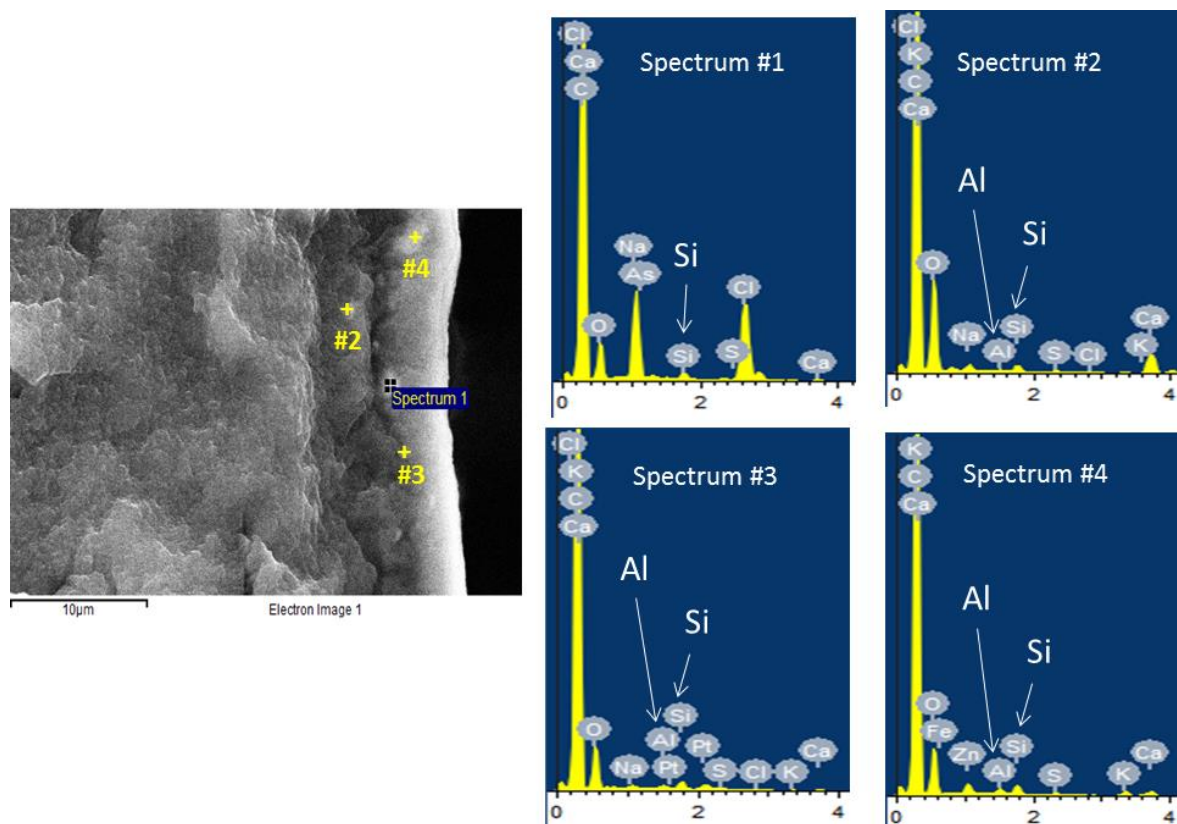 #4
#2
Spectrum 1
#3
10μm Electron Image 1
Spectrum #1
Cl
Ca
C
Na
As
Si
Cl
O
Si
S
Ca
0 2 4
Spectrum #2
Cl
K
C
Ca
Al
Si
O
Na
Al
Si
S
Cl
Ca
K
0 2 4
Spectrum #3
Cl
K
C
Ca
Al
Si
O
Na
Al
Pt
Si
Pt
S
Cl
K
Ca
0 2 4
Spectrum #4
K
C
Ca
Al
Si
O
Fe
Zn
Al
Si
S
K
Ca
0 2 4